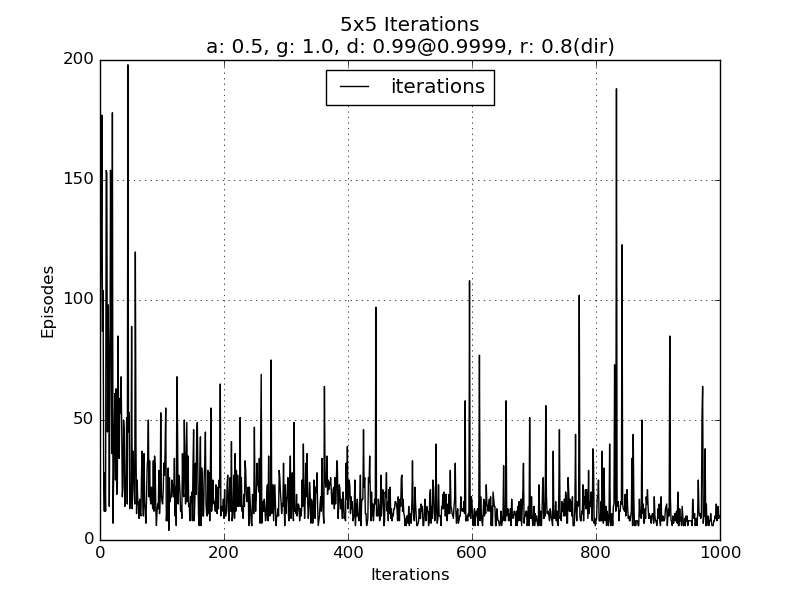 5x5 Iterations
a: 0.5, g: 1.0, d: 0.99@0.9999, r: 0.8(dir)
iterations
200
150
100
50
0
Episodes
0 200 400 600 800 1000
Iterations